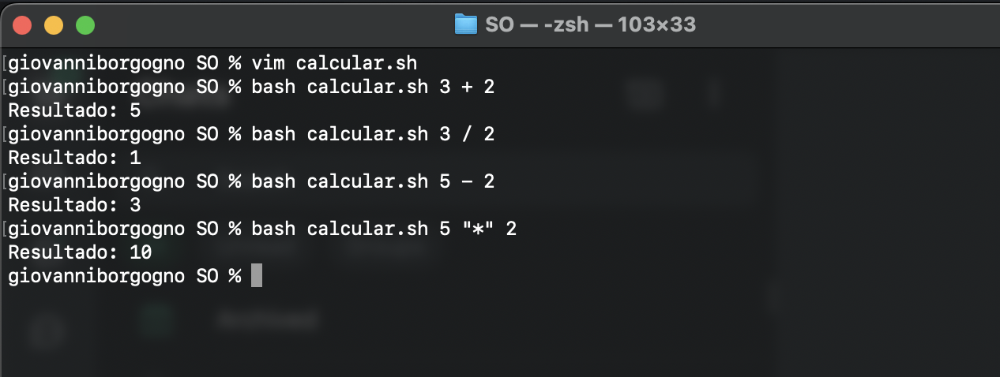 SO — -zsh — 103×33
[giovanniborgogno SO % vim calcular.sh
[giovanniborgogno SO % bash calcular.sh 3 + 2
Resultado: 5
[giovanniborgogno SO % bash calcular.sh 3 / 2
Resultado: 1
[giovanniborgogno SO % bash calcular.sh 5 - 2
Resultado: 3
[giovanniborgogno SO % bash calcular.sh 5 "*" 2
Resultado: 10
giovanniborgogno SO %
Archived